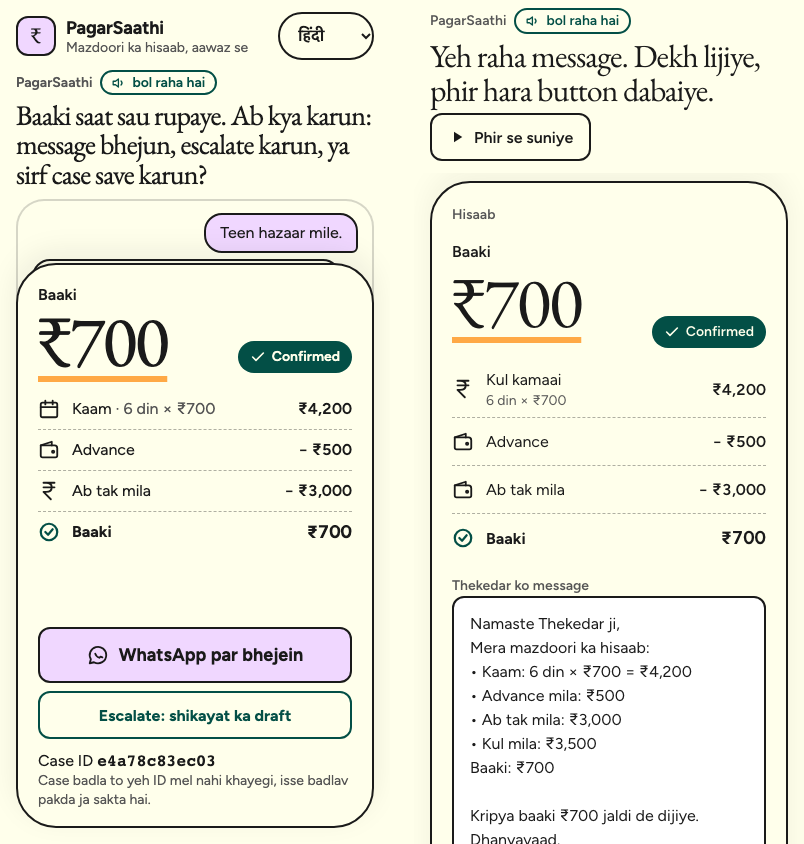 ₹
PagarSaathi
Mazdoori ka hisaab, aawaz se
हिंदी
PagarSaathi
bol raha hai
Baaki saat sau rupaye. Ab kya karun:
message bhejun, escalate karun, ya
sirf case save karun?
Teen hazaar mile.
Baaki
₹700
Confirmed
Kaam · 6 din × ₹700
₹4,200
Advance
− ₹500
₹ Ab tak mila
− ₹3,000
Baaki
₹700
WhatsApp par bhejein
Escalate: shikayat ka draft
Case ID e4a78c83ec03
Case badla to yeh ID mel nahi khayegi, isse badlav
pakda ja sakta hai.
PagarSaathi
bol raha hai
Yeh raha message. Dekh lijiye,
phir hara button dabaiye.
Phir se suniye
Hisaab
Baaki
₹700
Confirmed
₹ Kul kamaai
6 din × ₹700
₹4,200
Advance
− ₹500
Ab tak mila
− ₹3,000
Baaki
₹700
Thekedar ko message
Namaste Thekedar ji,
Mera mazdoori ka hisaab:
• Kaam: 6 din × ₹700 = ₹4,200
• Advance mila: ₹500
• Ab tak mila: ₹3,000
• Kul mila: ₹3,500
Baaki: ₹700
Kripya baaki ₹700 jaldi de dijiye.
Dhanyavaad.